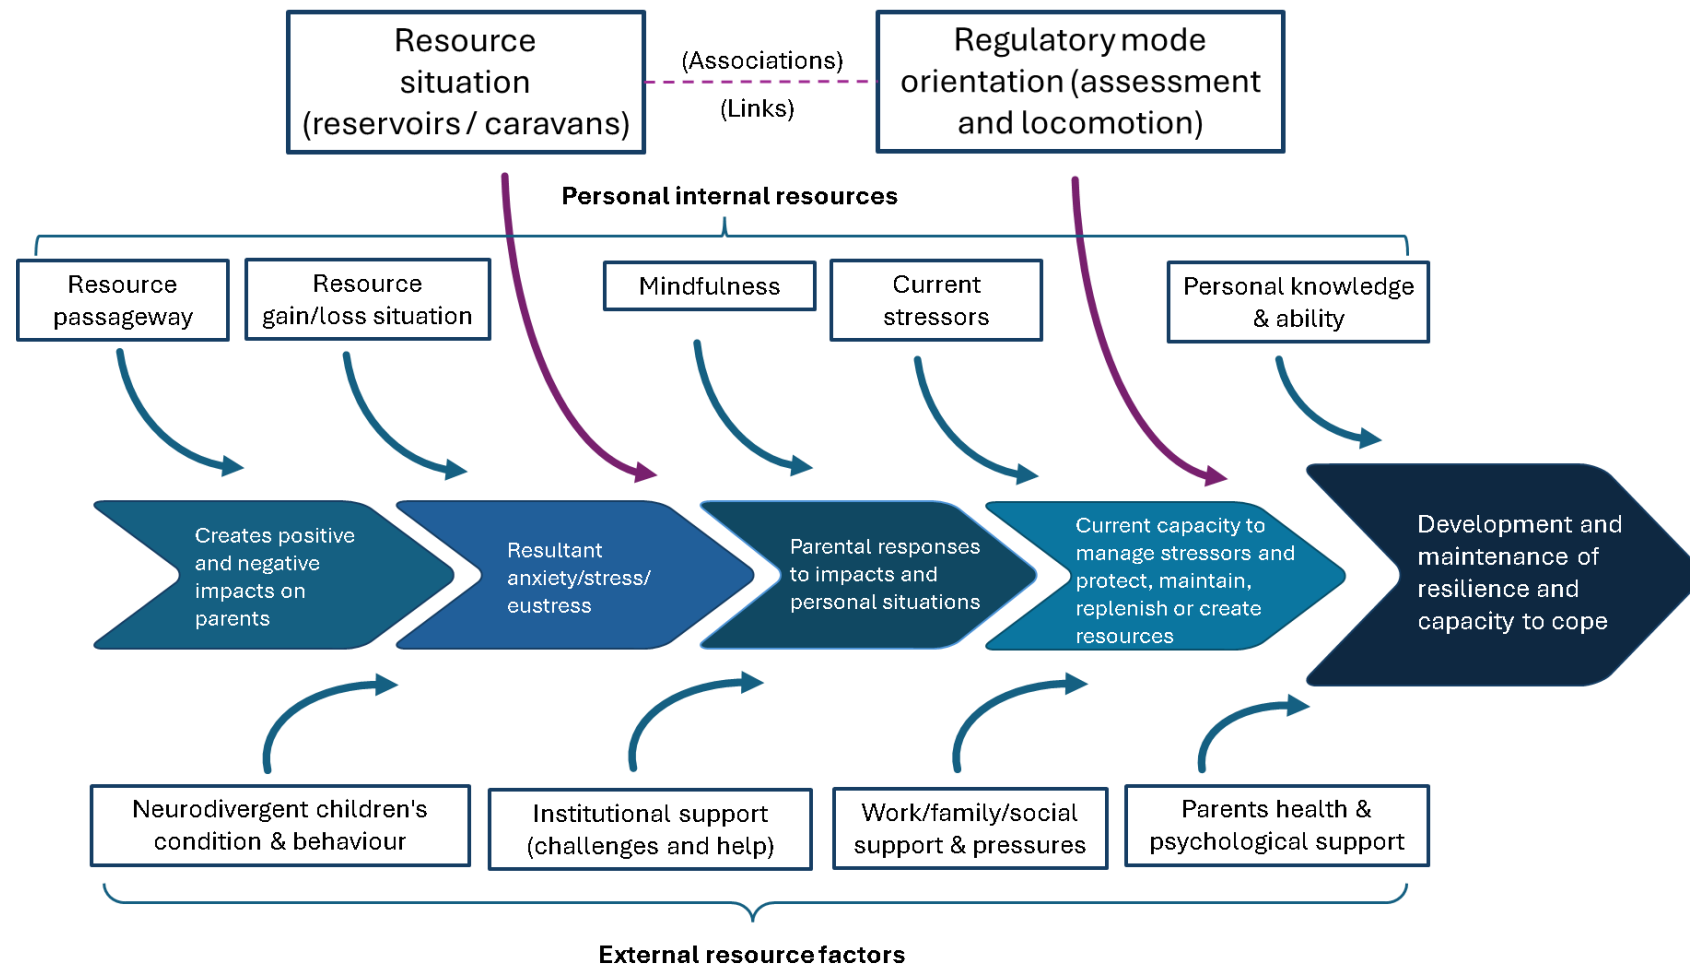 Resource
situation
(reservoirs / caravans)
(Associations)
(Links)
Regulatory mode
orientation (assessment
and locomotion)
Personal internal resources
Resource
passageway
Resource
gain/loss situation
Mindfulness
Current
stressors
Personal knowledge
& ability
Creates positive
and negative
impacts on
parents
Resultant
anxiety/stress/
eustress
Parental responses
to impacts and
personal situations
Current capacity to
manage stressors and
protect, maintain,
replenish or create
resources
Development and
maintenance of
resilience and
capacity to cope
Neurodivergent children's
condition & behaviour
Institutional support
(challenges and help)
Work/family/social
support & pressures
Parents health &
psychological support
External resource factors